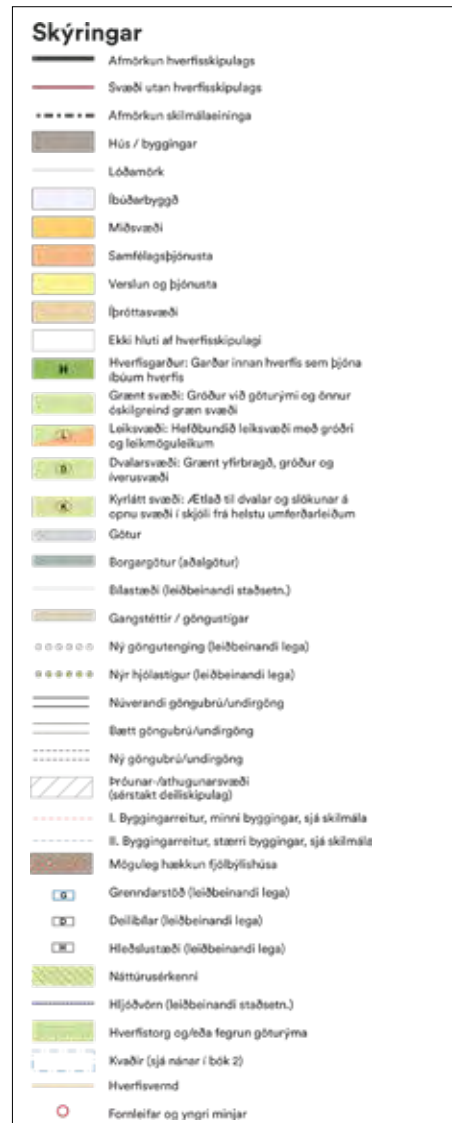 Skýringar
Afmörkun hverfisskipulags
Svæði utan hverfisskipulags
Afmörkun skilmálaeininga
Hús / byggingar
Lóðamörk
Íbúðarbyggð
Miðsvæði
Samfélagsþjónusta
Verslun og þjónusta
Íþróttasvæði
Ekki hluti af hverfisskipulagi
H
Hverfisgarður: Garðar innan hverfis sem þjóna
íbúum hverfis
Grænt svæði: Gróður við göturými og önnur
óskilgreind græn svæði
L
Leiksvæði: Hefðbundið leiksvæði með gróðri
og leikmöguleikum
D
Dvalarsvæði: Grænt yfirbragð, gróður og
íverusvæði
K
Kyrlátt svæði: Ætlað til dvalar og slökunar á
opnu svæði í skjóli frá helstu umferðarleiðum
Götur
Borgargötur (aðalgötur)
Bílastæði (leiðbeinandi staðsetn.)
Gangstéttir / göngustígar
Ný göngutenging (leiðbeinandi lega)
Nýr hjólastígur (leiðbeinandi lega)
Núverandi göngubrú/undirgöng
Bætt göngubrú/undirgöng
Ný göngubrú/undirgöng
Þróunar-/athugunarsvæði
(sérstakt deiliskipulag)
I. Byggingarreitur, minni byggingar, sjá skilmála
II. Byggingarreitur, stærri byggingar, sjá skilmála
Möguleg hækkun fjölbýlishúsa
G
Grenndarstöð (leiðbeinandi lega)
D
Deilibílar (leiðbeinandi lega)
H
Hleðslustæði (leiðbeinandi lega)
Náttúrusérkenni
Hljóðvörn (leiðbeinandi staðsetn.)
Hverfistorg og/eða fegrun göturýma
Kvaðir (sjá nánar í bók 2)
Hverfisvernd
Fornleifar og yngri minjar